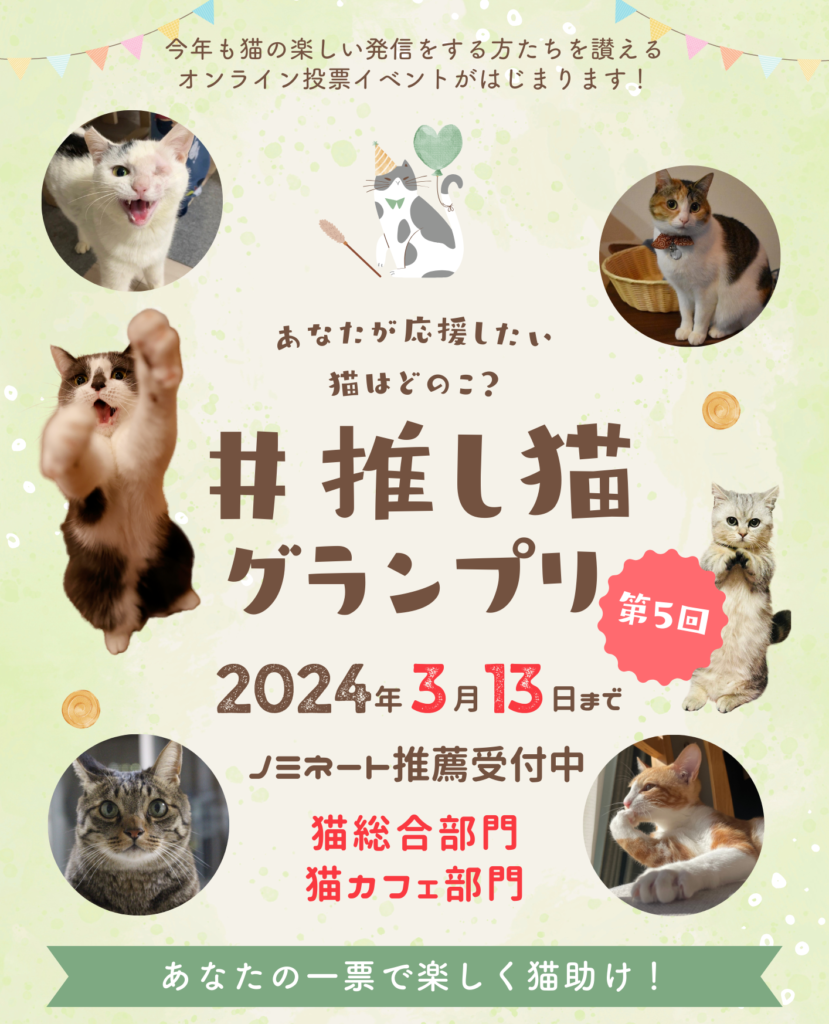 今年も猫の楽しい発信をする方たちを讃える
オンライン投票イベントがはじまります!
あなたが応援したい
猫はどのこ?
#推し猫
グランプリ
第5回
2024年3月13日まで
ノミネート推薦受付中
猫総合部門
猫カフェ部門
あなたの一票で楽しく猫助け!